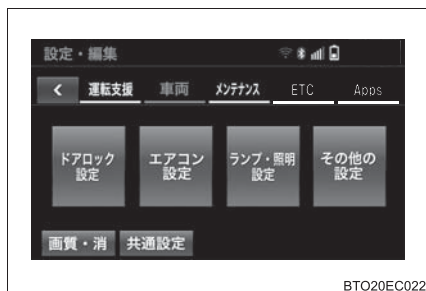 設定・編集
運転支援 車両 メンテナンス ETC Apps
ドアロック
設定
エアコン
設定
ランプ・照明
設定
その他の
設定
画質・消 共通設定
BTO20EC022